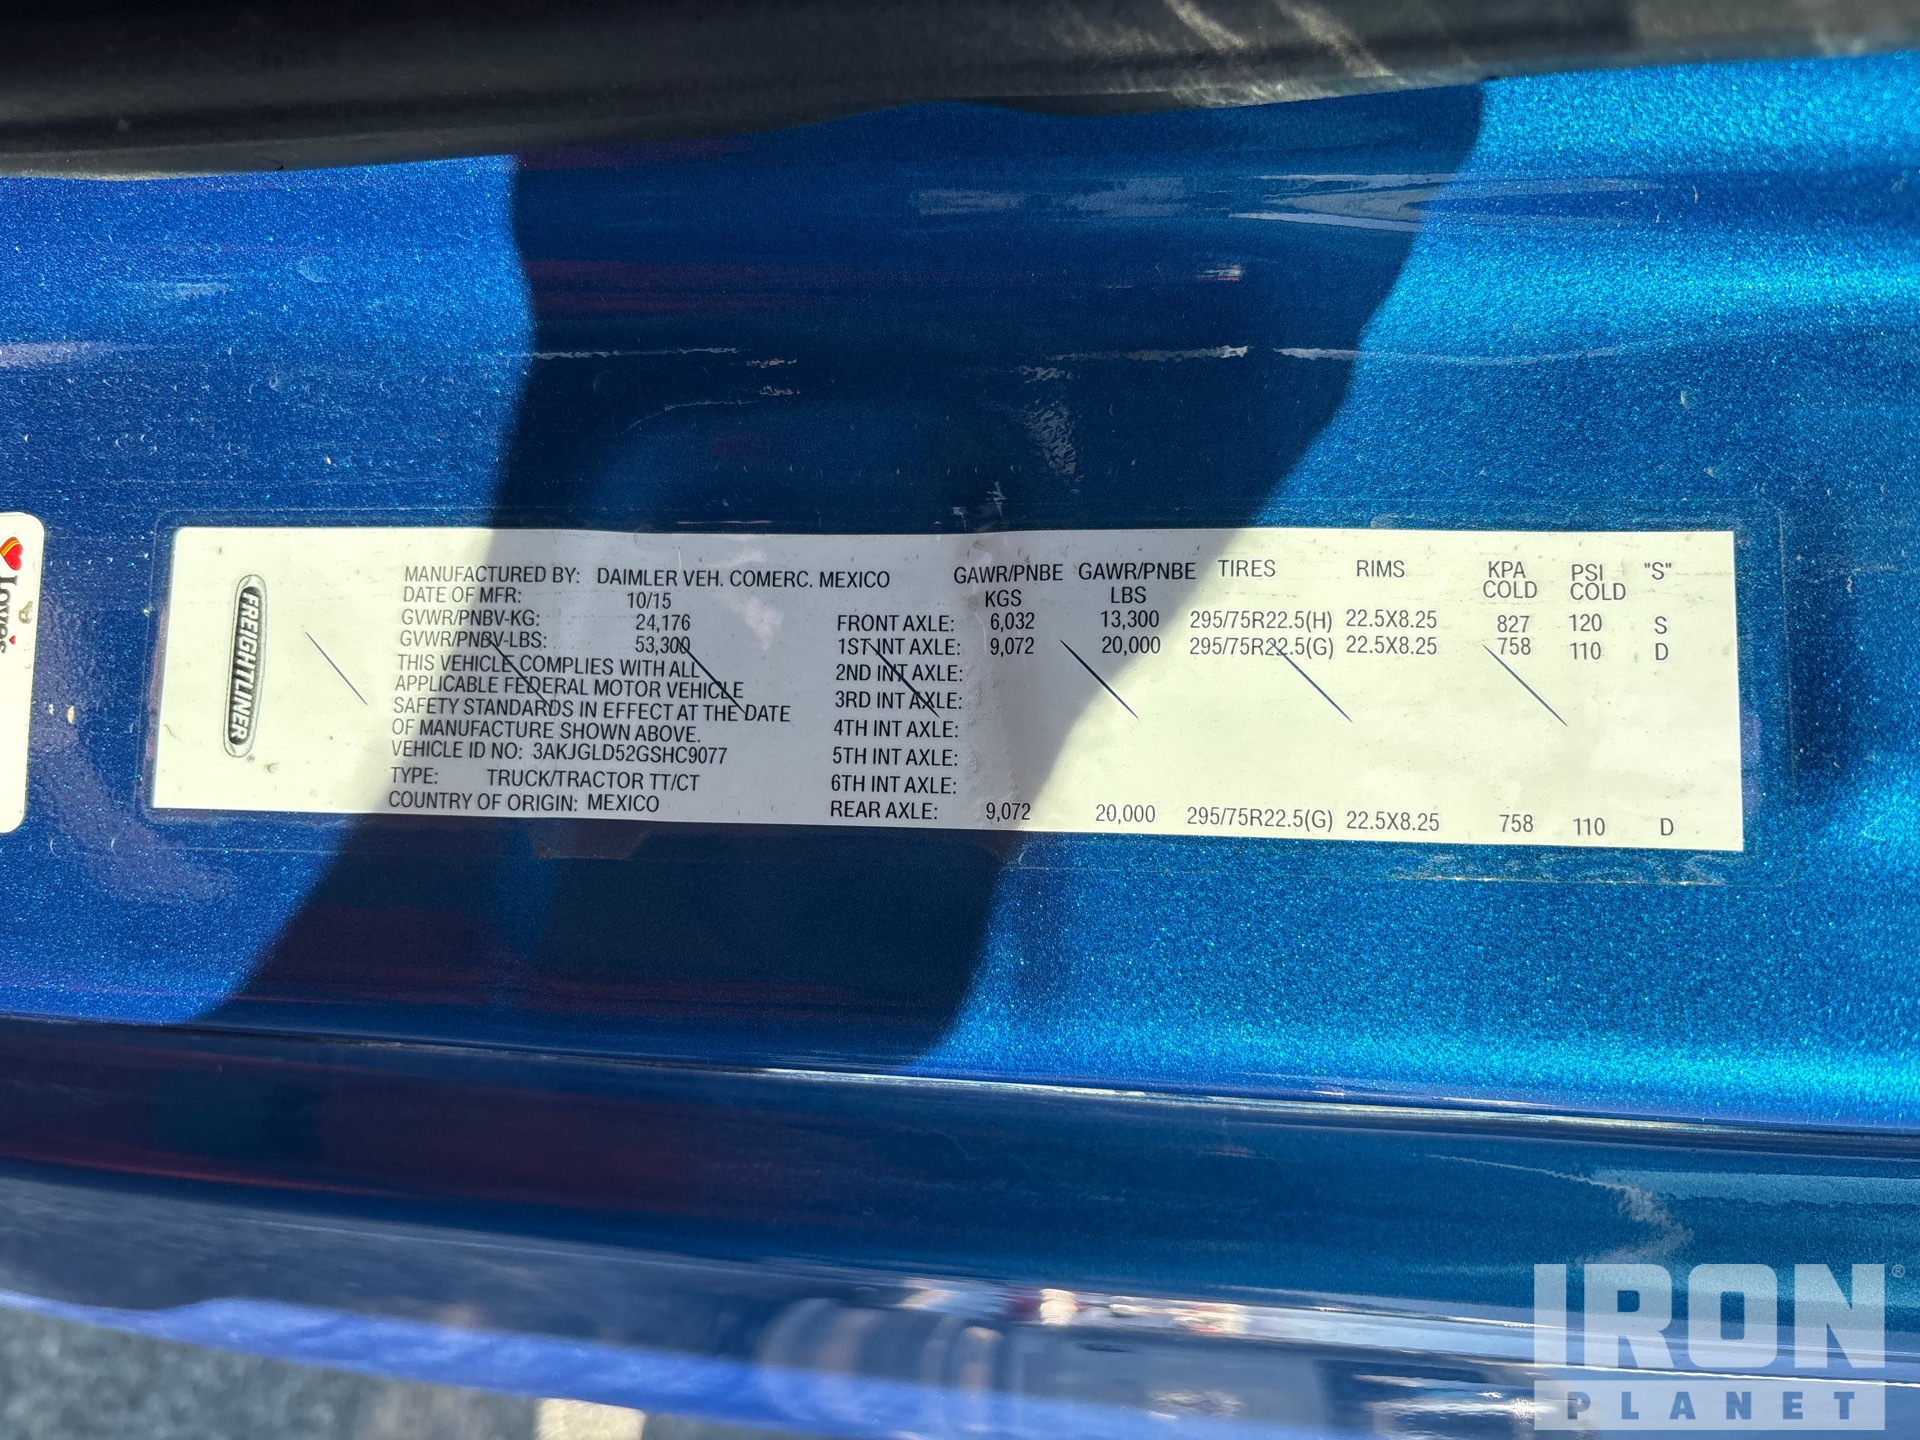 FREIGHTLINER
MANUFACTURED BY: DAIMLER VEH. COMERC. MEXICO
DATE OF MFR: 10/15
GVWR/PNBV-KG: 24,176
GVWR/PNBV-LBS: 53,300
THIS VEHICLE COMPLIES WITH ALL
APPLICABLE FEDERAL MOTOR VEHICLE
SAFETY STANDARDS IN EFFECT AT THE DATE
OF MANUFACTURE SHOWN ABOVE.
VEHICLE ID NO: 3AKJGLD52GSHC9077
TYPE: TRUCK/TRACTOR TT/CT
COUNTRY OF ORIGIN: MEXICO
GAWR/PNBE GAWR/PNBE TIRES RIMS KPA PSI "S"
KGS LBS COLD COLD
FRONT AXLE: 6,032 13,300 295/75R22.5(H) 22.5X8.25 827 120 S
1ST INT AXLE: 9,072 20,000 295/75R22.5(G) 22.5X8.25 758 110 D
2ND INT AXLE:
3RD INT AXLE:
4TH INT AXLE:
5TH INT AXLE:
6TH INT AXLE:
REAR AXLE: 9,072 20,000 295/75R22.5(G) 22.5X8.25 758 110 D
Love's
IRON ®
PLANET